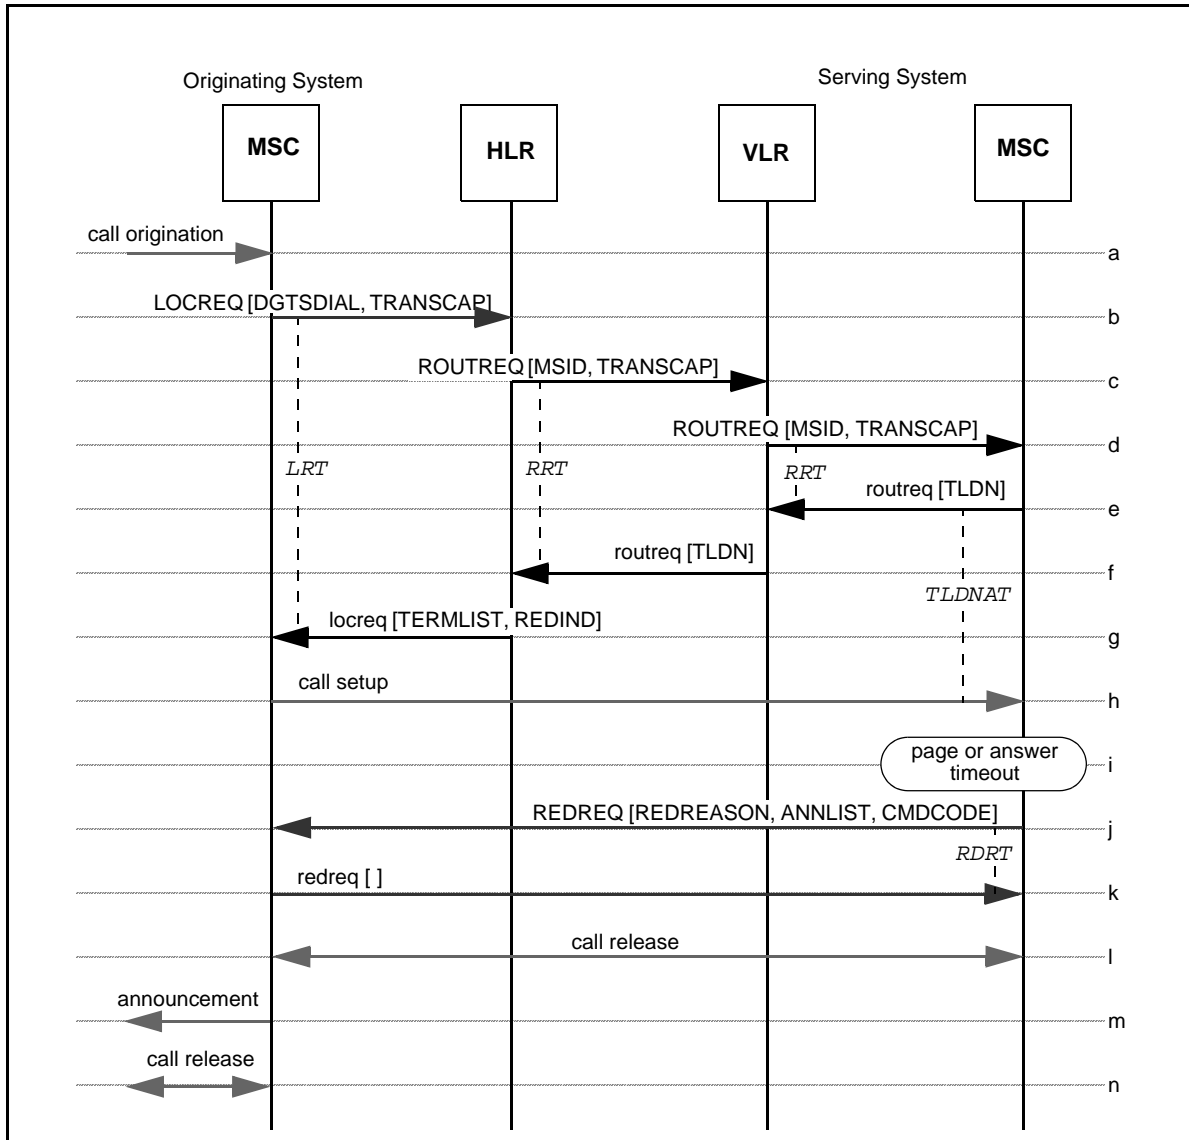 Originating System
Serving System
MSC
HLR
VLR
MSC
call origination
a
LOCREQ [DGTSDIAL, TRANSCAP]
b
ROUTREQ [MSID, TRANSCAP]
c
ROUTREQ [MSID, TRANSCAP]
d
LRT
RRT
RRT
routreq [TLDN]
e
routreq [TLDN]
f
TLDNAT
locreq [TERMLIST, REDIND]
g
call setup
h
page or answer
timeout
i
REDREQ [REDREASON, ANNLIST, CMDCODE]
j
RDRT
redreq [ ]
k
call release
l
announcement
m
call release
n